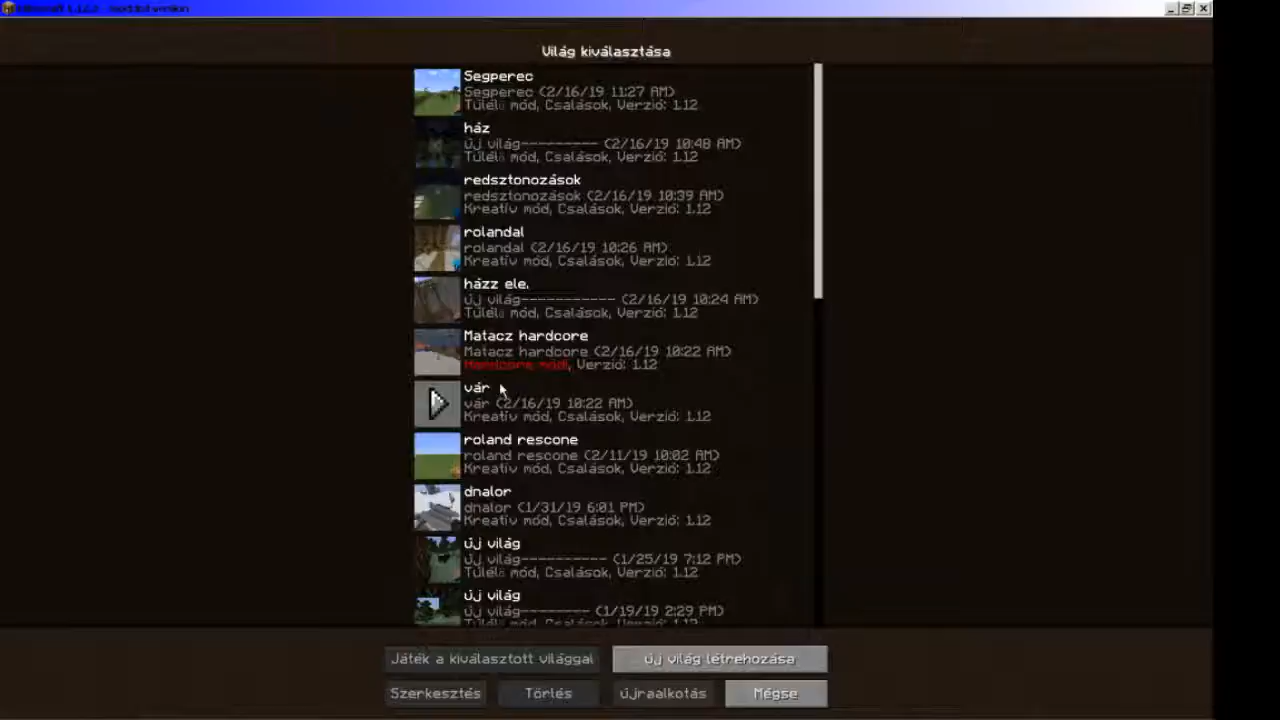 Világ kiválasztása
Segperec
Segperec (2/16/19 11:27 AM)
Túlélő mód, Csalások, Verzió: 1.12
ház
új világ--------- (2/16/19 10:48 AM)
Túlélő mód, Csalások, Verzió: 1.12
redsztonozások
redsztonozások (2/16/19 10:39 AM)
Kreatív mód, Csalások, Verzió: 1.12
rolandal
rolandal (2/16/19 10:26 AM)
Kreatív mód, Csalások, Verzió: 1.12
házz ele.
új világ----------- (2/16/19 10:24 AM)
Túlélő mód, Csalások, Verzió: 1.12
Matacz hardcore
Matacz hardcore (2/16/19 10:22 AM)
Hardcore mód!, Verzió: 1.12
vár
vár (2/16/19 10:22 AM)
Kreatív mód, Csalások, Verzió: 1.12
roland rescone
roland rescone (2/11/19 10:02 AM)
Kreatív mód, Csalások, Verzió: 1.12
dnalor
dnalor (1/31/19 6:01 PM)
Kreatív mód, Csalások, Verzió: 1.12
új világ
új világ---------- (1/25/19 7:12 PM)
Túlélő mód, Csalások, Verzió: 1.12
új világ
új világ-------- (1/19/19 2:29 PM)
Túlélő mód, Csalások, Verzió: 1.12
Játék a kiválasztott világgal
Új világ létrehozása
Szerkesztés
Törlés
Újraalkotás
Mégse